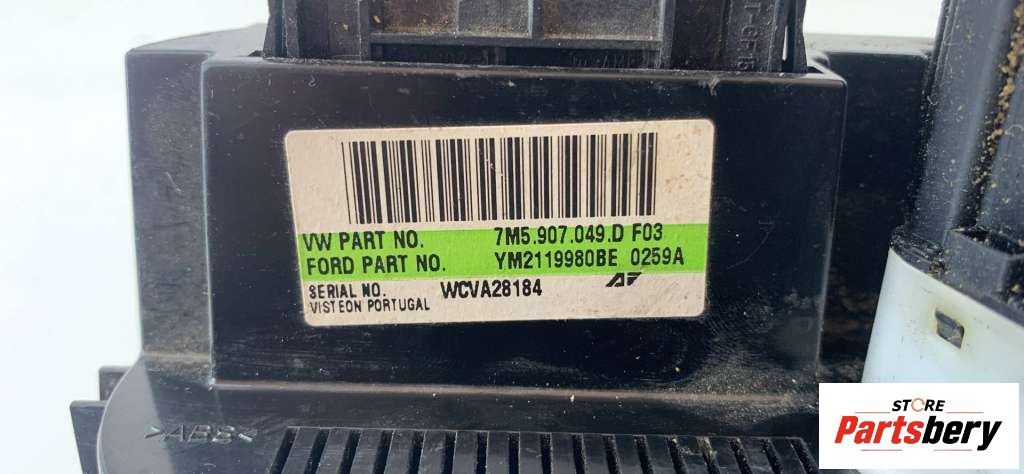 VW PART NO. 7M5.907.049.D F03
FORD PART NO. YM2119980BE 0259A
SERIAL NO. WCVA28184
VISTEON PORTUGAL
>ABS<
STORE
Partsbery